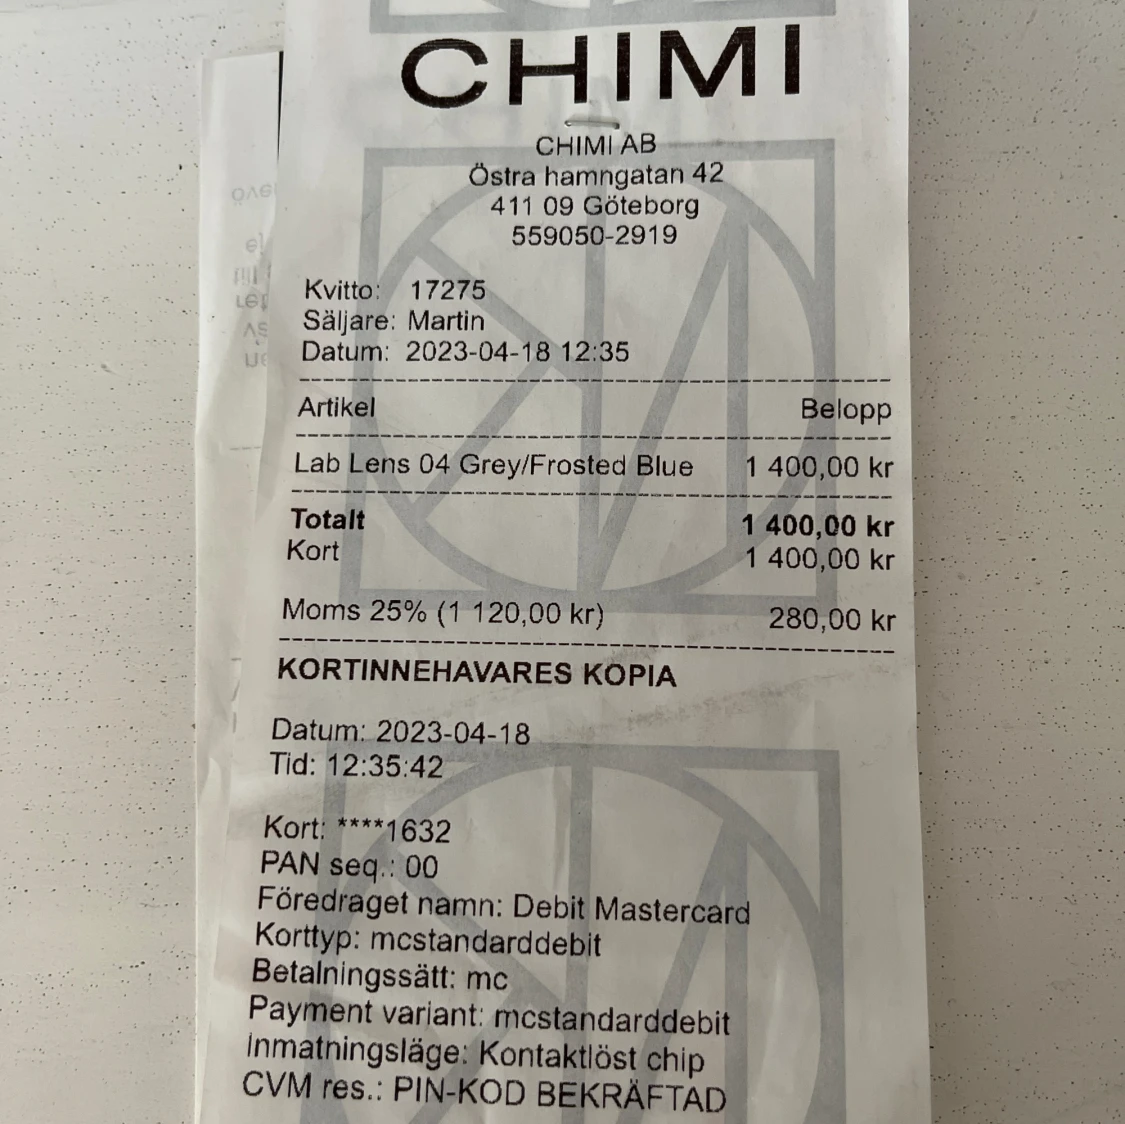 CHIMI
CHIMI AB
Östra hamngatan 42
411 09 Göteborg
559050-2919
Kvitto: 17275
Säljare: Martin
Datum: 2023-04-18 12:35
Artikel Belopp
Lab Lens 04 Grey/Frosted Blue 1 400,00 kr
Totalt 1 400,00 kr
Kort 1 400,00 kr
Moms 25% (1 120,00 kr) 280,00 kr
KORTINNEHAVARES KOPIA
Datum: 2023-04-18
Tid: 12:35:42
Kort: ****1632
PAN seq.: 00
Föredraget namn: Debit Mastercard
Korttyp: mcstandarddebit
Betalningssätt: mc
Payment variant: mcstandarddebit
Inmatningsläge: Kontaktlöst chip
CVM res.: PIN-KOD BEKRÄFTAD